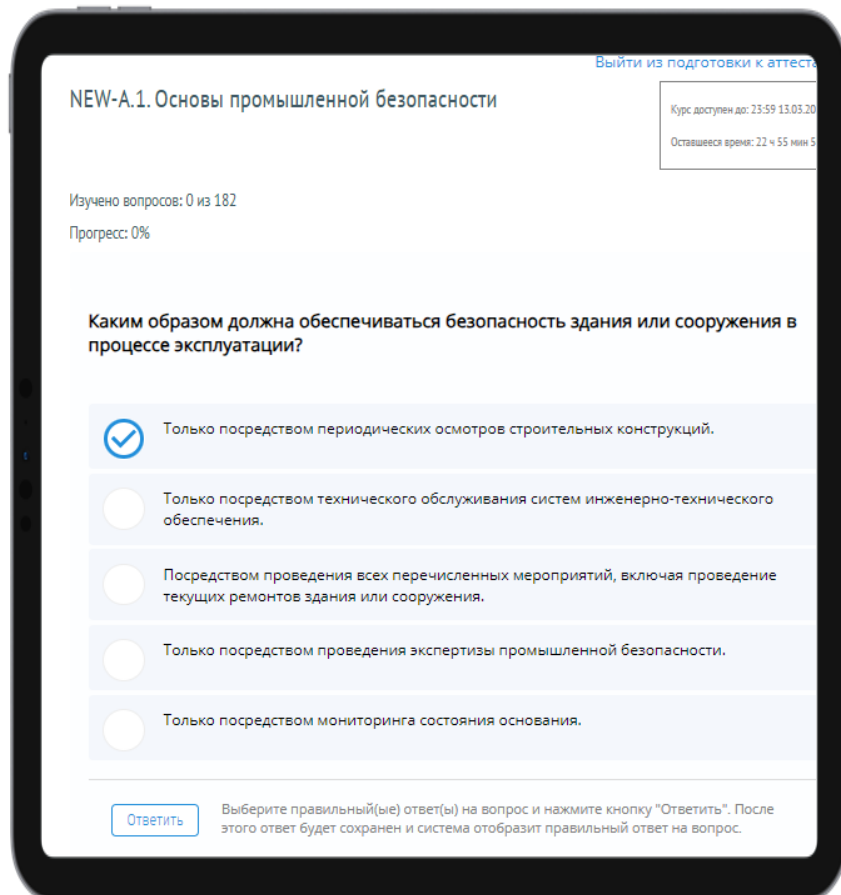 Выйти из подготовки к
NEW-A.1. Основы промышленной безопасности
Курс доступен до: 23:59 13.03.20
Оставшееся время: 22 ч 55 мин 5
Изучено вопросов: 0 из 182
Прогресс: 0%
Каким образом должна обеспечиваться безопасность здания или сооружения в
процессе эксплуатации?
Только посредством периодических осмотров строительных конструкций.
Только посредством технического обслуживания систем инженерно-технического
обеспечения.
Посредством проведения всех перечисленных мероприятий, включая проведение
текущих ремонтов здания или сооружения.
Только посредством проведения экспертизы промышленной безопасности.
Только посредством мониторинга состояния основания.
Ответить
Выберите правильный(ые) ответ(ы) на вопрос и нажмите кнопку "Ответить". После
этого ответ будет сохранен и система отобразит правильный ответ на вопрос.